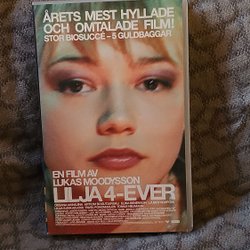 ÅRETS MEST HYLLADE
OCH OMTALADE FILM!
STOR BIOSUCCÉ – 5 GULDBAGGAR
EN FILM AV
LUKAS MOODYSSON
LILJA 4-EVER